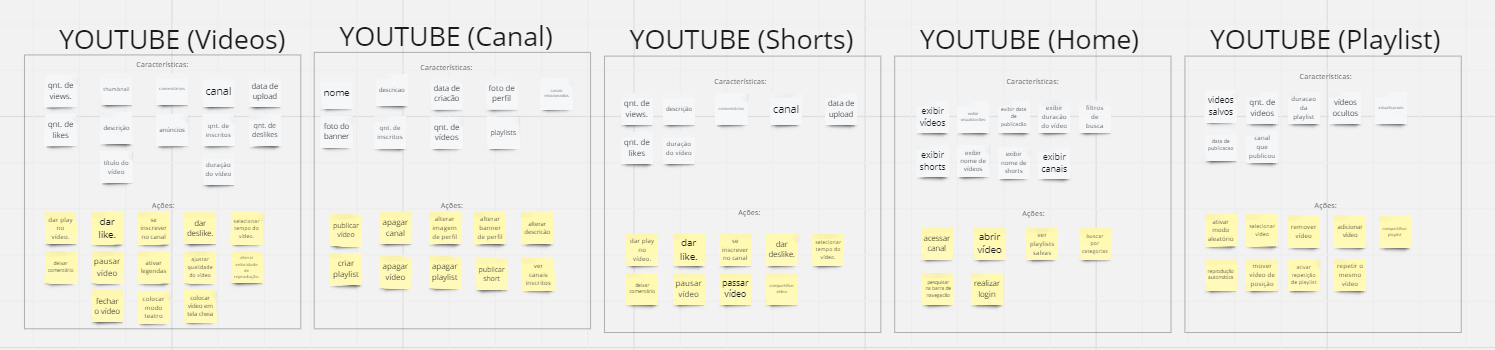 YOUTUBE (Videos)
Características:
qnt. de
views.
thumbnail
comentários
canal
data de
upload
qnt. de
likes
descrição
anúncios
qnt. de
inscritos
qnt. de
deslikes
título do
vídeo
duração
do vídeo
Ações:
dar play
no
vídeo.
dar
like.
se
inscrever
no canal
dar
deslike.
selecionar
tempo do
vídeo.
deixar
comentário
pausar
vídeo
ativar
legendas
ajustar
qualidade
do vídeo
alterar
velocidade
de
reprodução.
fechar
o vídeo
colocar
modo
teatro
colocar
vídeo em
tela cheia
YOUTUBE (Canal)
Características:
nome
descricao
data de
criacão
foto de
perfil
canais
relacionados
foto do
banner
qnt. de
inscritos
qnt. de
vídeos
playlists
Ações:
publicar
vídeo
apagar
canal
alterar
imagem
de perfil
alterar
banner
de perfil
alterar
descricão
criar
playlist
apagar
vídeo
apagar
playlist
publicar
short
ver
canais
inscritos
YOUTUBE (Shorts)
Características:
qnt. de
views.
descrição
comentários
canal
data de
upload
qnt. de
likes
duração
do vídeo
Ações:
dar play
no
vídeo.
dar
like.
se
inscrever
no canal
dar
deslike.
selecionar
tempo do
vídeo.
deixar
comentário
pausar
vídeo
passar
vídeo
compartilhar
vídeo
YOUTUBE (Home)
Características:
exibir
vídeos
exibir
visualizações
exibir data
de
publicacão
exibir
duracão
do vídeo
filtros
de
busca
exibir
shorts
exibir
nome de
vídeos
exibir
nome de
shorts
exibir
canais
Ações:
acessar
canal
abrir
vídeo
ver
playlists
salvas
buscar
por
categorias
pesquisar
na barra de
navegacão
realizar
login
YOUTUBE (Playlist)
Características:
vídeos
salvos
qnt. de
vídeos
duracao
da
playlist
vídeos
ocultos
data de
publicacao
canal
que
publicou
Ações:
ativar
modo
aleatório
selecionar
vídeo
remover
vídeo
adicionar
vídeo
compartilhar
playlist
reprodução
automática
mover
vídeo de
posição
ativar
repetição
de playlist
repetir o
mesmo
vídeo